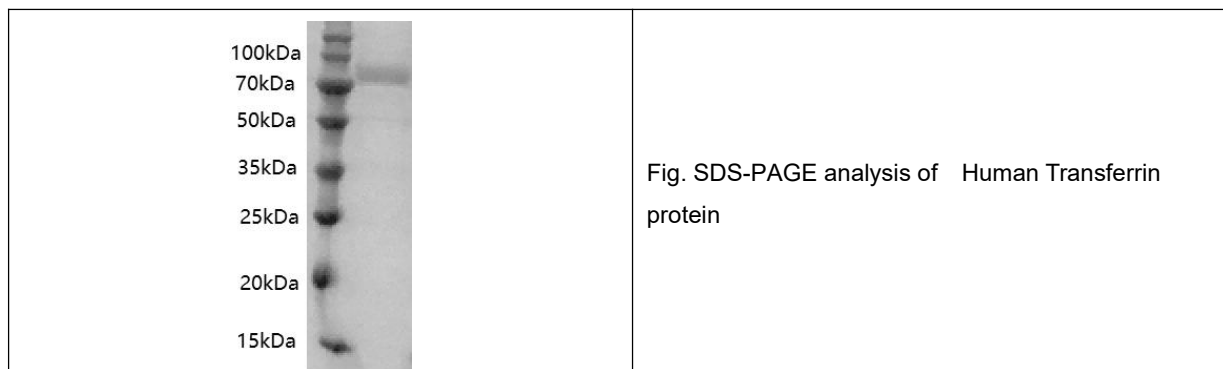 100kDa
70kDa
50kDa
35kDa
25kDa
20kDa
15kDa
Fig. SDS-PAGE analysis of Human Transferrin
protein